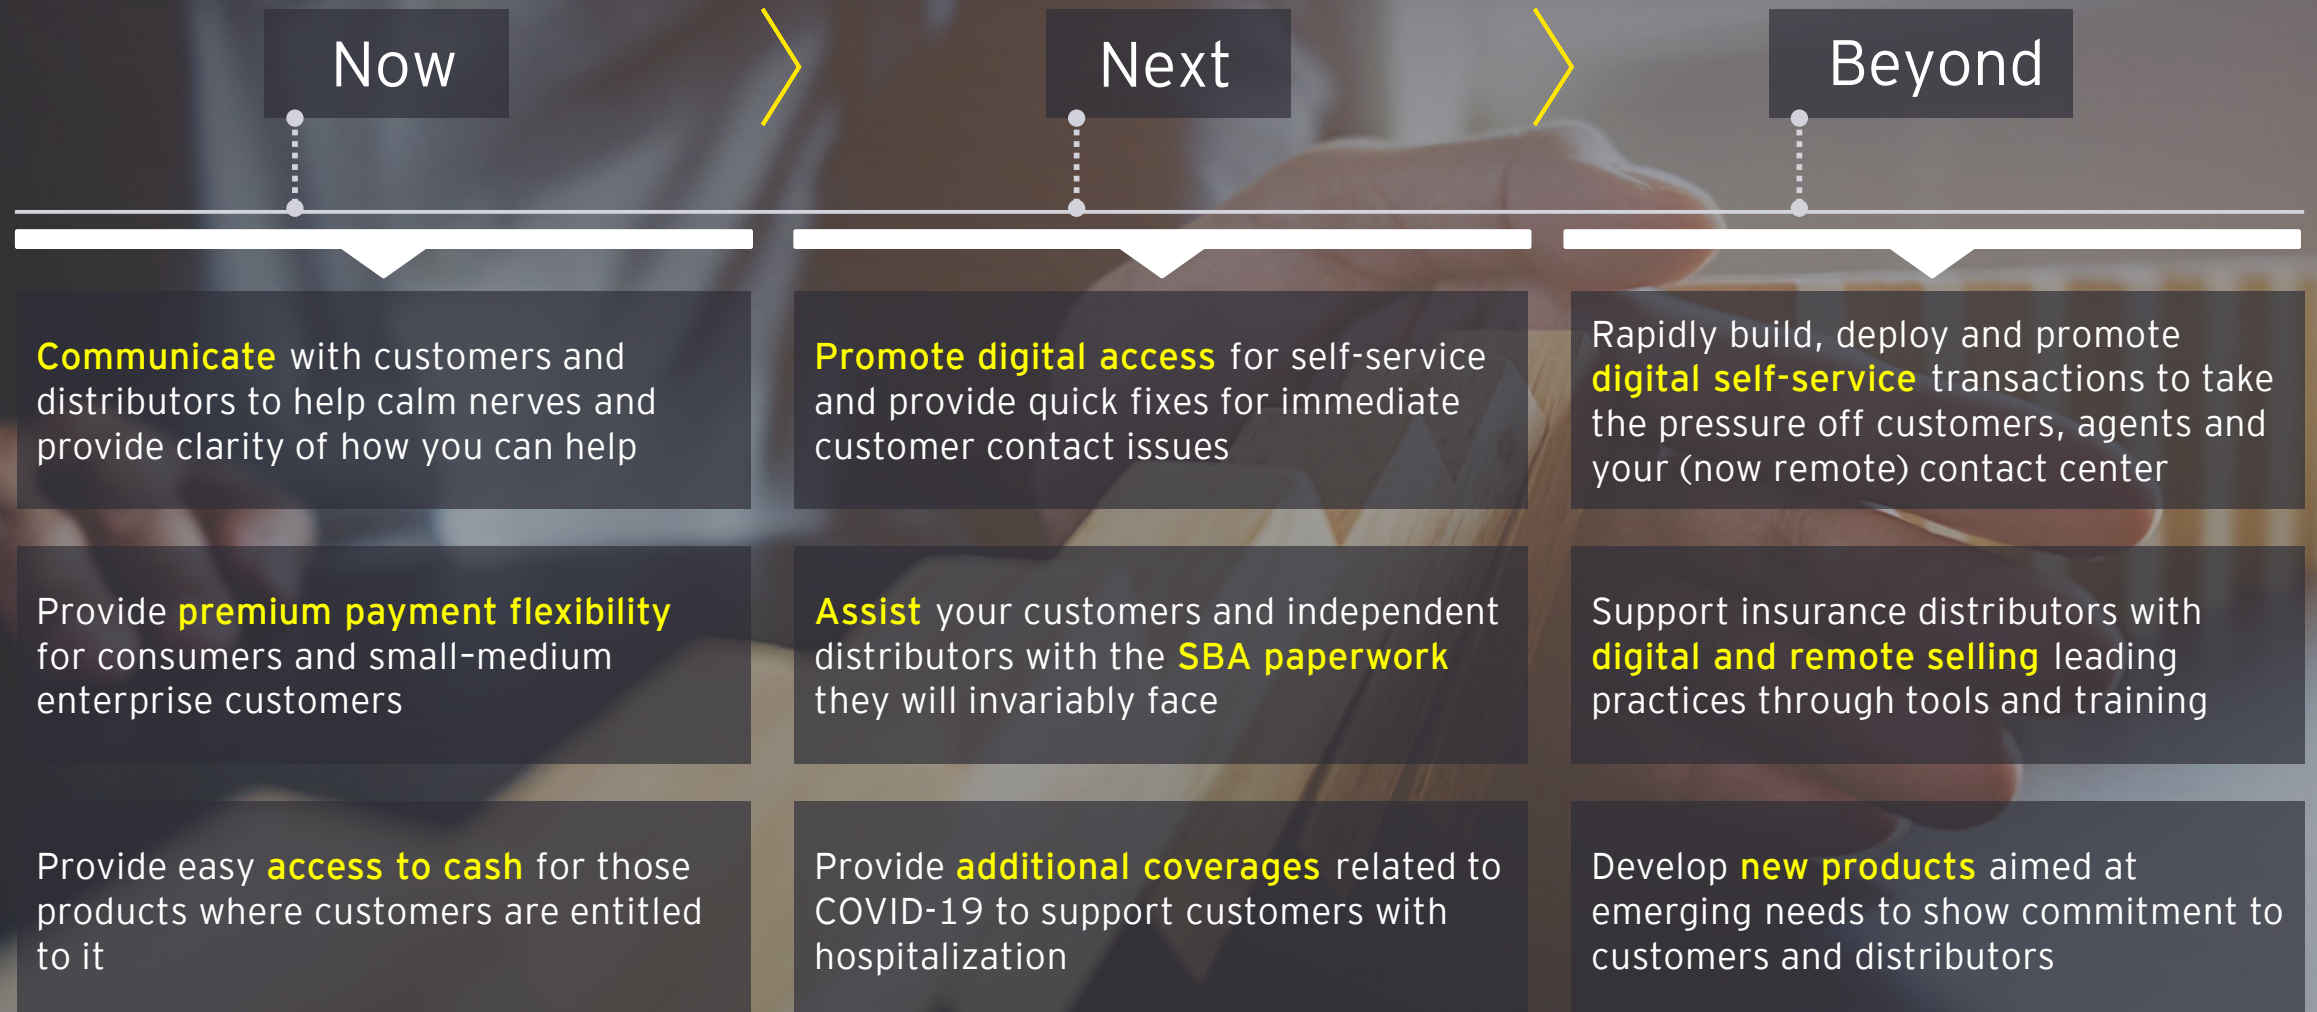 Now
Next
Beyond
Communicate with customers and
distributors to help calm nerves and
provide clarity of how you can help
Promote digital access for self-service
and provide quick fixes for immediate
customer contact issues
Rapidly build, deploy and promote
digital self-service transactions to take
the pressure off customers, agents and
your (now remote) contact center
Provide premium payment flexibility
for consumers and small-medium
enterprise customers
Assist your customers and independent
distributors with the SBA paperwork
they will invariably face
Support insurance distributors with
digital and remote selling leading
practices through tools and training
Provide easy access to cash for those
products where customers are entitled
to it
Provide additional coverages related to
COVID-19 to support customers with
hospitalization
Develop new products aimed at
emerging needs to show commitment to
customers and distributors